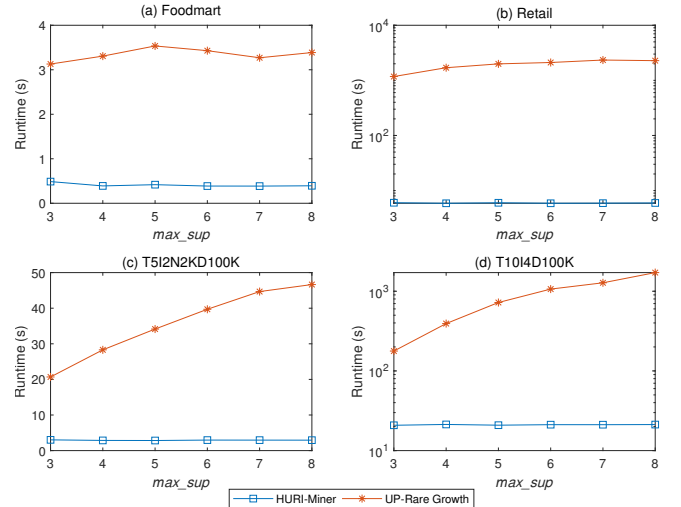 (a) Foodmart
4
3
2
1
0
Runtime (s)
3 4 5 6 7 8
max_sup
(b) Retail
10^4
10^2
Runtime (s)
3 4 5 6 7 8
max_sup
(c) T5I2N2KD100K
50
40
30
20
10
0
Runtime (s)
3 4 5 6 7 8
max_sup
(d) T10I4D100K
10^3
10^2
10^1
Runtime (s)
3 4 5 6 7 8
max_sup
HURI-Miner UP-Rare Growth